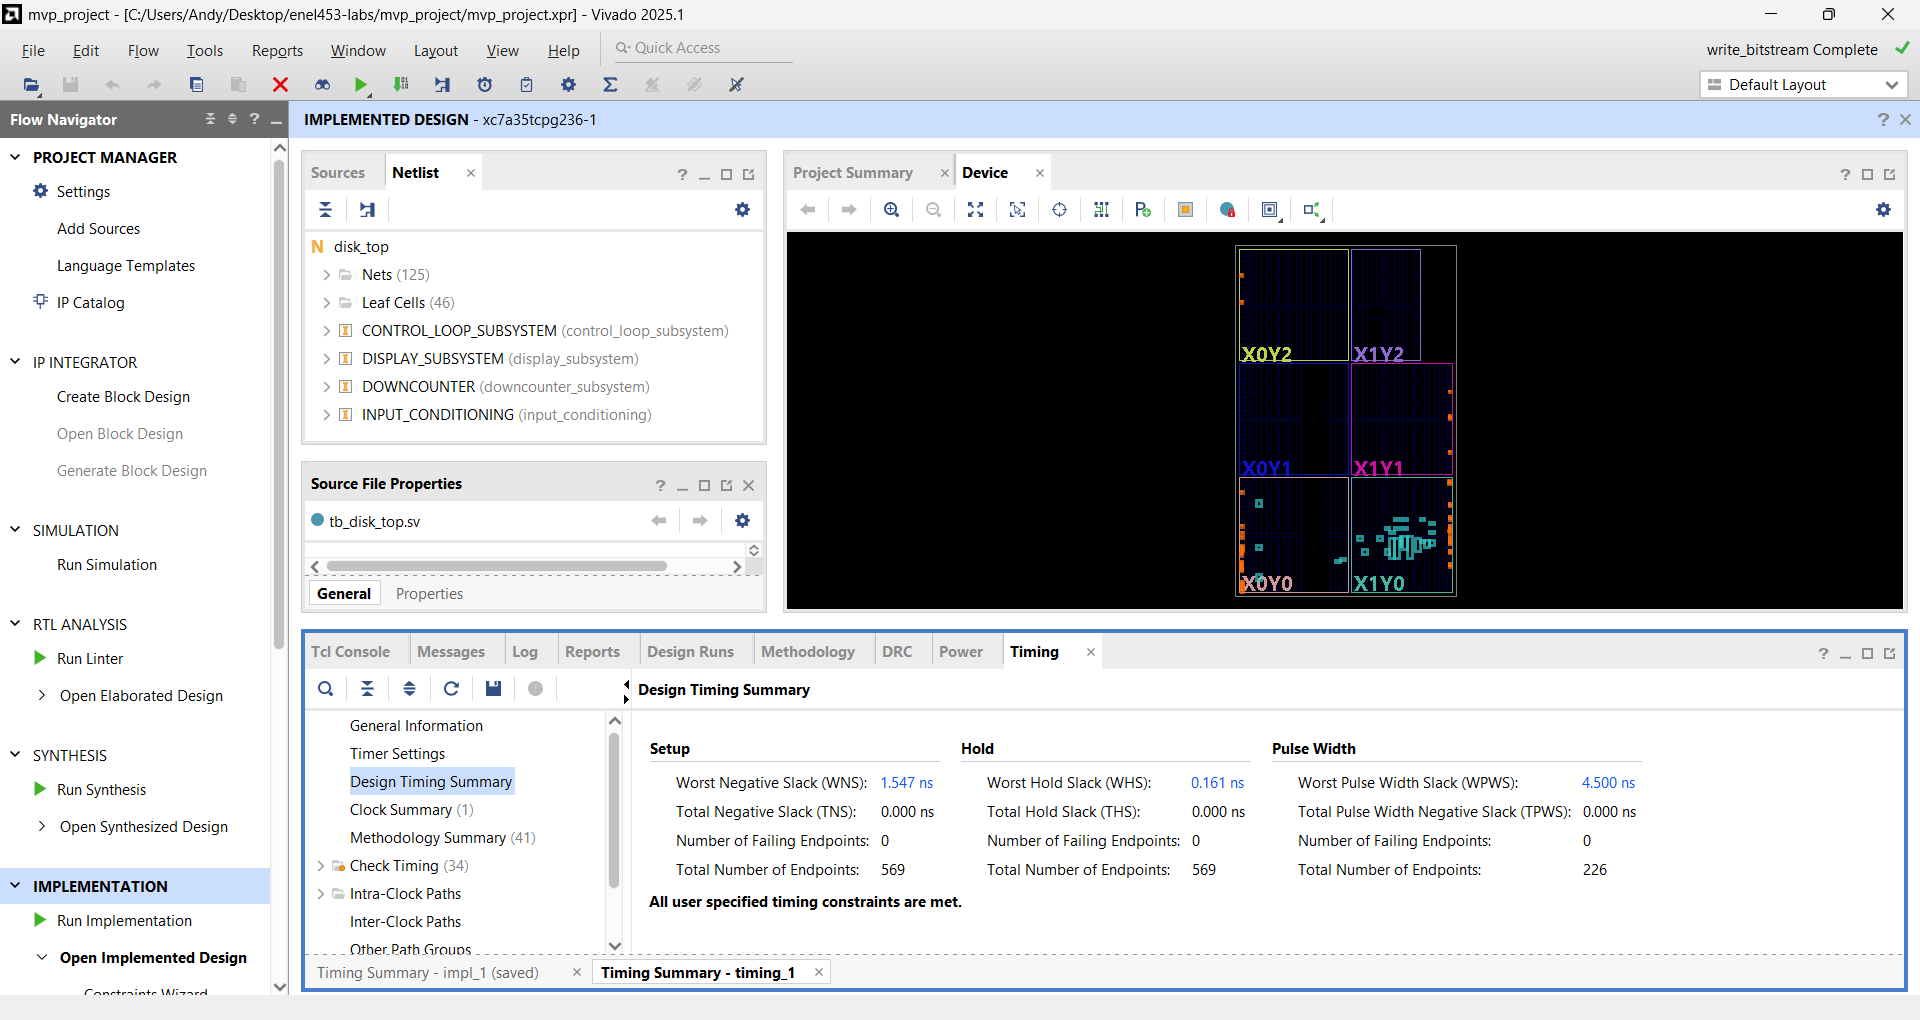 mvp_project - [C:/Users/Andy/Desktop/enel453-labs/mvp_project/mvp_project.xpr] - Vivado 2025.1
File Edit Flow Tools Reports Window Layout View Help Quick Access
write_bitstream Complete
Default Layout
Flow Navigator
PROJECT MANAGER
Settings
Add Sources
Language Templates
IP Catalog
IP INTEGRATOR
Create Block Design
Open Block Design
Generate Block Design
SIMULATION
Run Simulation
RTL ANALYSIS
Run Linter
Open Elaborated Design
SYNTHESIS
Run Synthesis
Open Synthesized Design
IMPLEMENTATION
Run Implementation
Open Implemented Design
Constraints Wizard
IMPLEMENTED DESIGN - xc7a35tcpg236-1
Sources Netlist
N disk_top
Nets (125)
Leaf Cells (46)
CONTROL_LOOP_SUBSYSTEM (control_loop_subsystem)
DISPLAY_SUBSYSTEM (display_subsystem)
DOWNCOUNTER (downcounter_subsystem)
INPUT_CONDITIONING (input_conditioning)
Source File Properties
tb_disk_top.sv
General Properties
Project Summary Device
X0Y2 X1Y2
X0Y1 X1Y1
X0Y0 X1Y0
Tcl Console Messages Log Reports Design Runs Methodology DRC Power Timing
General Information
Timer Settings
Design Timing Summary
Clock Summary (1)
Methodology Summary (41)
Check Timing (34)
Intra-Clock Paths
Inter-Clock Paths
Other Path Groups
Design Timing Summary
Setup Hold Pulse Width
Worst Negative Slack (WNS): 1.547 ns Worst Hold Slack (WHS): 0.161 ns Worst Pulse Width Slack (WPWS): 4.500 ns
Total Negative Slack (TNS): 0.000 ns Total Hold Slack (THS): 0.000 ns Total Pulse Width Negative Slack (TPWS): 0.000 ns
Number of Failing Endpoints: 0 Number of Failing Endpoints: 0 Number of Failing Endpoints: 0
Total Number of Endpoints: 569 Total Number of Endpoints: 569 Total Number of Endpoints: 226
All user specified timing constraints are met.
Timing Summary - impl_1 (saved) Timing Summary - timing_1